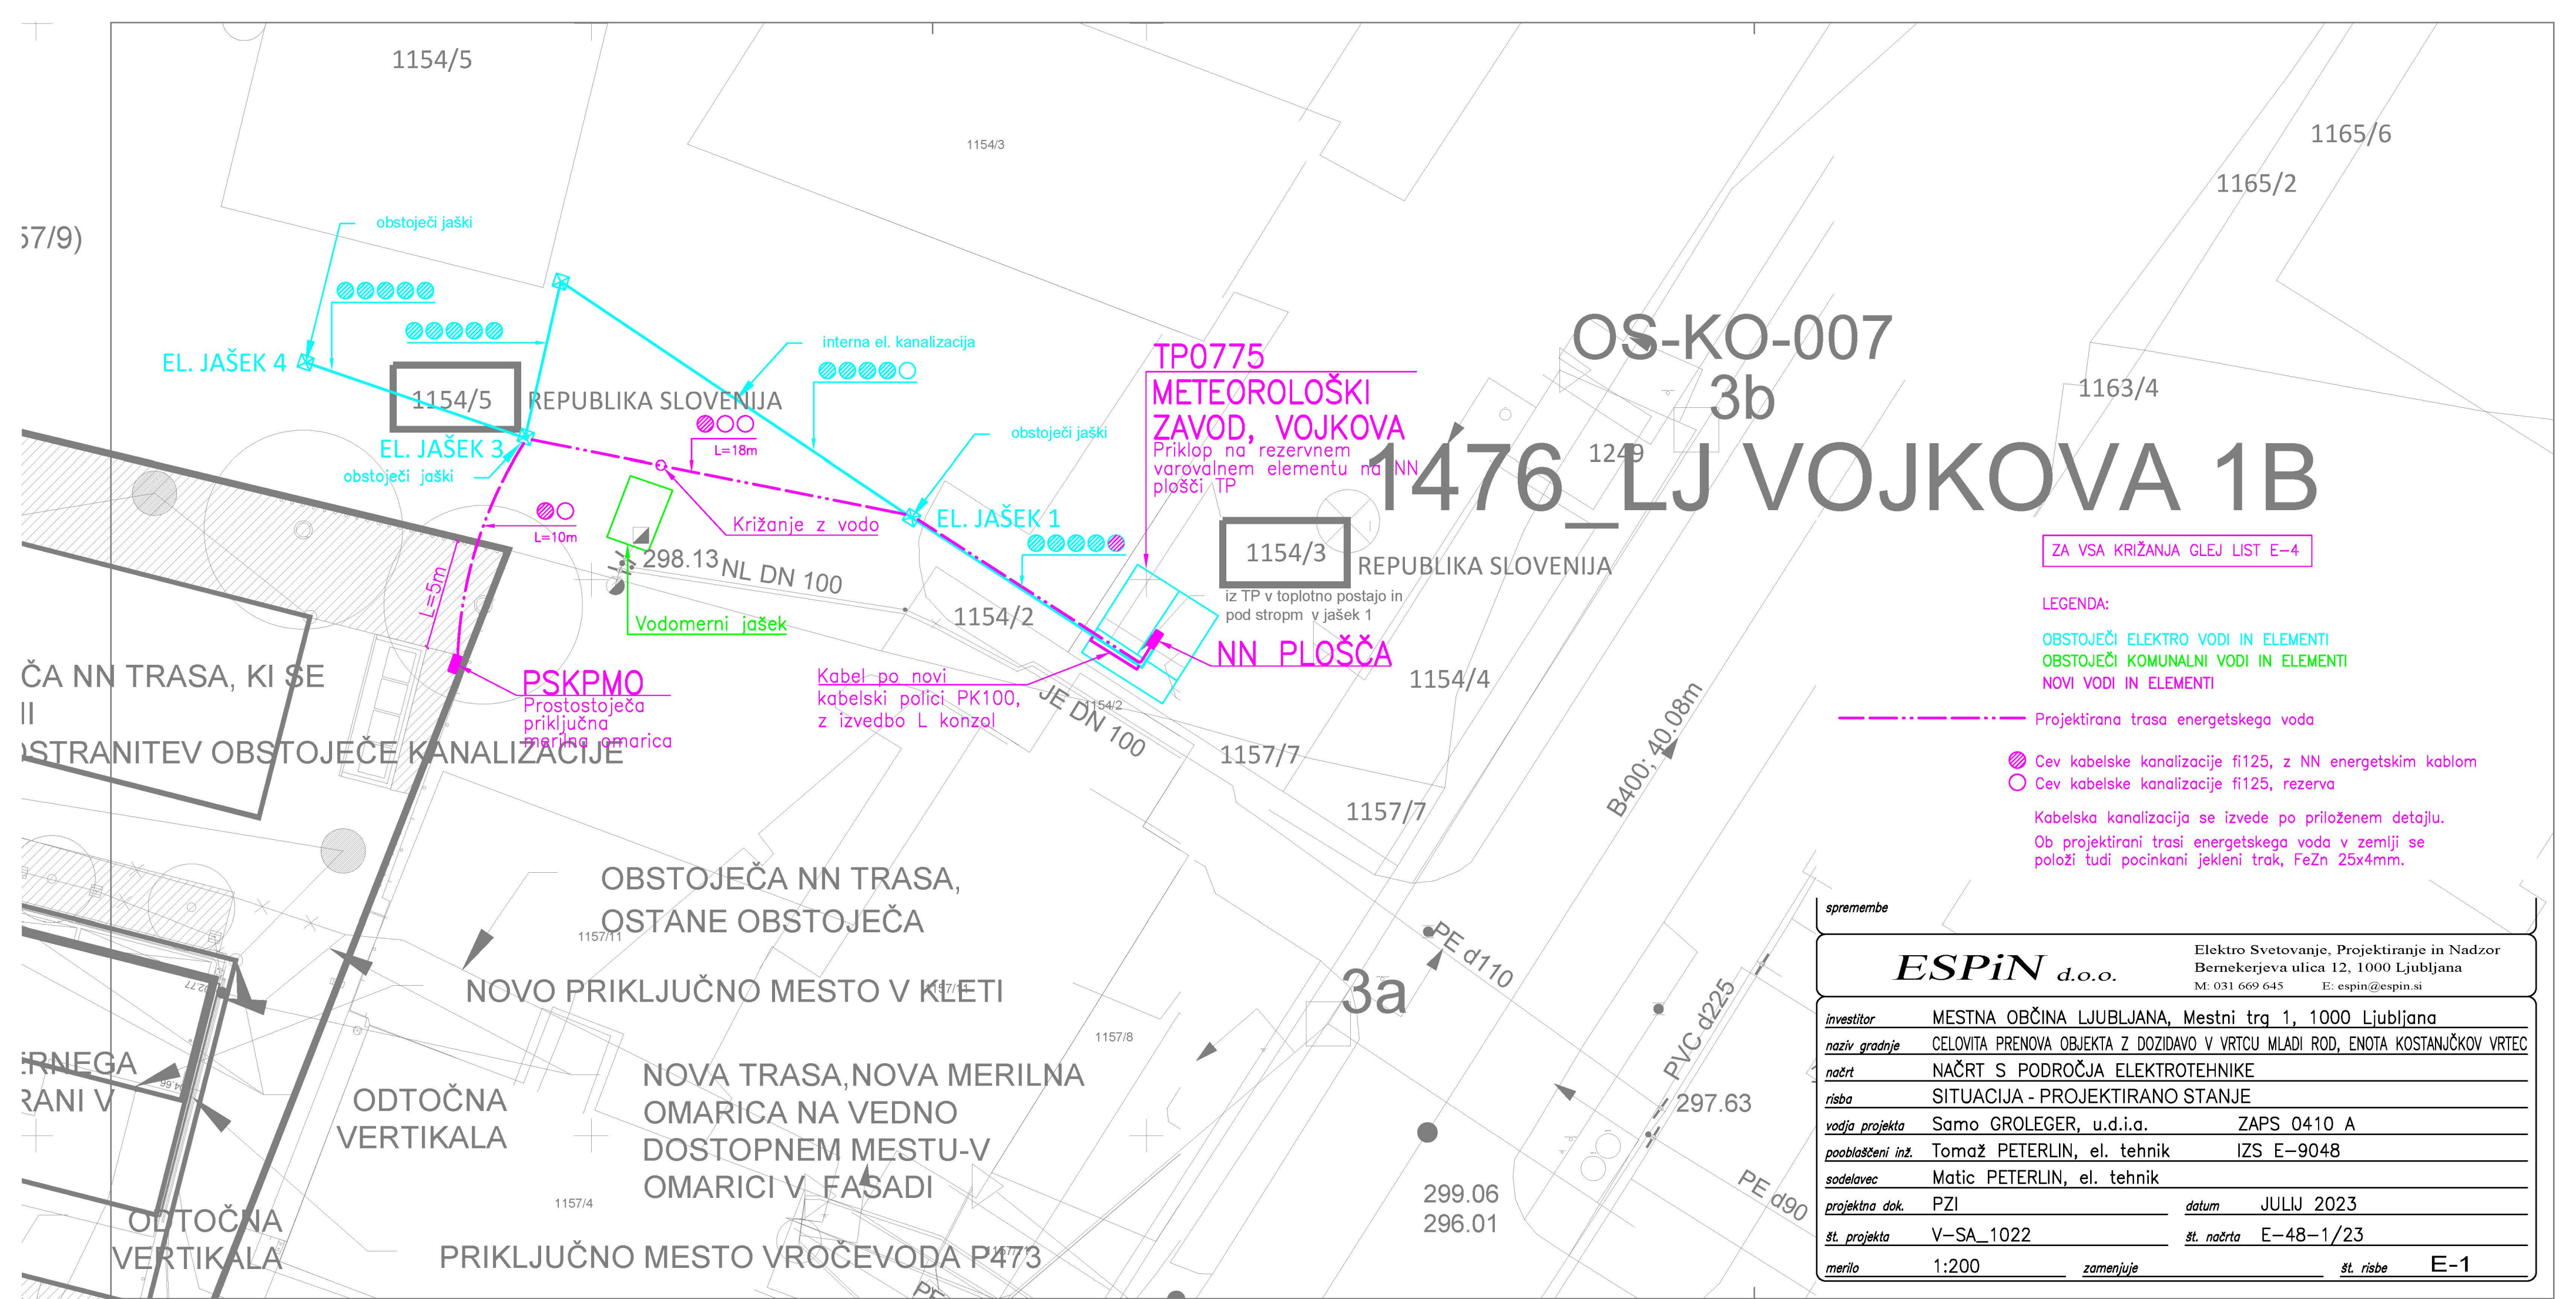 1154/5
1154/3
1165/6
1165/2
57/9)
obstoječi jaški
interna el. kanalizacija
EL. JAŠEK 4
1154/5
REPUBLIKA SLOVENIJA
EL. JAŠEK 3
obstoječi jaški
L=18m
L=10m
L=5m
obstoječi jaški
EL. JAŠEK 1
Križanje z vodo
TP0775
METEOROLOŠKI
ZAVOD, VOJKOVA
Priklop na rezervnem
varovalnem elementu na NN
plošči TP
OS-KO-007
3b
1249
1476_LJ VOJKOVA 1B
1163/4
1154/3
REPUBLIKA SLOVENIJA
iz TP v toplotno postajo in
pod stropm v jašek 1
298.13
NL DN 100
Vodomerni jašek
1154/2
NN PLOŠČA
1154/4
PSKPMO
Prostostoječa
priključna
merilna omarica
Kabel po novi
kabelski polici PK100,
z izvedbo L konzol
1154/2
JE DN 100
1157/7
1157/7
B400; 40.08m
ČA NN TRASA, KI SE
II
OSTRANITEV OBSTOJEČE KANALIZACIJE
OBSTOJEČA NN TRASA,
OSTANE OBSTOJEČA
1157/11
NOVO PRIKLJUČNO MESTO V KLETI
1157/11
3a
PE d110
PVC d225
1157/8
NOVA TRASA,NOVA MERILNA
OMARICA NA VEDNO
DOSTOPNEM MESTU-V
OMARICI V FASADI
1157/4
ERNEGA
RANI V
ODTOČNA
VERTIKALA
ODTOČNA
VERTIKALA
PRIKLJUČNO MESTO VROČEVODA P473
297.63
299.06
296.01
PE d90
ZA VSA KRIŽANJA GLEJ LIST E-4
LEGENDA:
OBSTOJEČI ELEKTRO VODI IN ELEMENTI
OBSTOJEČI KOMUNALNI VODI IN ELEMENTI
NOVI VODI IN ELEMENTI
Projektirana trasa energetskega voda
Cev kabelske kanalizacije fi125, z NN energetskim kablom
Cev kabelske kanalizacije fi125, rezerva
Kabelska kanalizacija se izvede po priloženem detajlu.
Ob projektirani trasi energetskega voda v zemlji se
položi tudi pocinkani jekleni trak, FeZn 25x4mm.
spremembe
ESPiN d.o.o.
Elektro Svetovanje, Projektiranje in Nadzor
Bernekerjeva ulica 12, 1000 Ljubljana
M: 031 669 645 E: espin@espin.si
investitor MESTNA OBČINA LJUBLJANA, Mestni trg 1, 1000 Ljubljana
naziv gradnje CELOVITA PRENOVA OBJEKTA Z DOZIDAVO V VRTCU MLADI ROD, ENOTA KOSTANJČKOV VRTEC
načrt NAČRT S PODROČJA ELEKTROTEHNIKE
risba SITUACIJA - PROJEKTIRANO STANJE
vodja projekta Samo GROLEGER, u.d.i.a. ZAPS 0410 A
pooblaščeni inž. Tomaž PETERLIN, el. tehnik IZS E-9048
sodelavec Matic PETERLIN, el. tehnik
projektna dok. PZI datum JULIJ 2023
št. projekta V-SA_1022 št. načrta E-48-1/23
merilo 1:200 zamenjuje št. risbe E-1